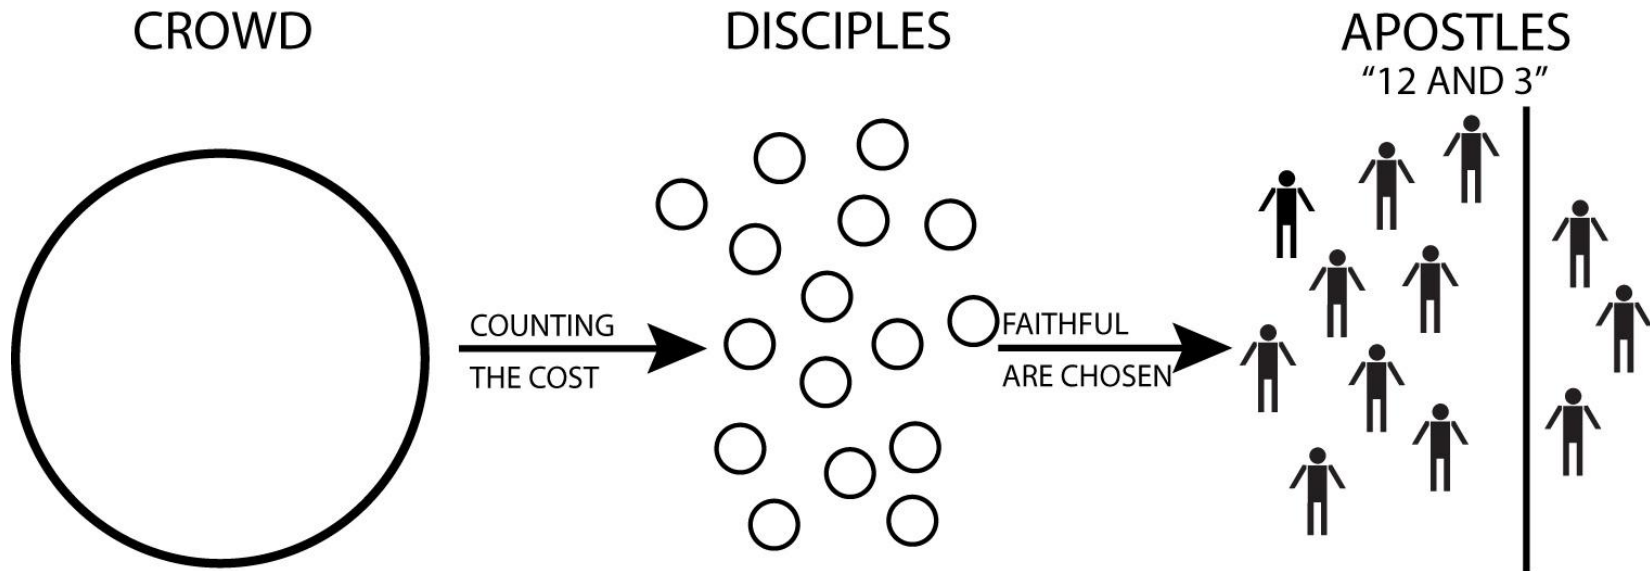 CROWD
DISCIPLES
APOSTLES
“12 AND 3”
COUNTING
THE COST
FAITHFUL
ARE CHOSEN